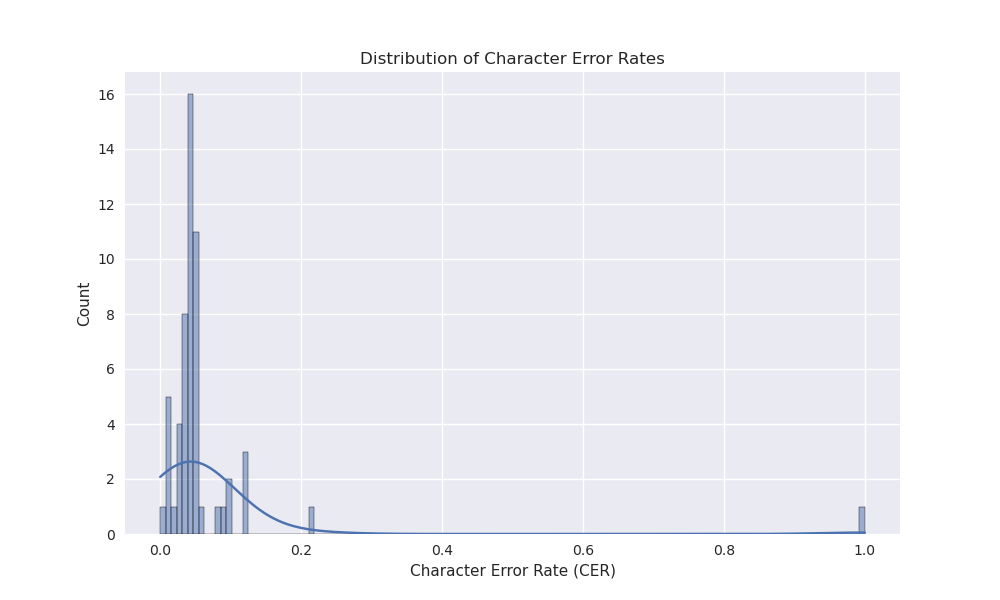 Distribution of Character Error Rates
16
14
12
10
8
6
4
2
0
Count
0.0 0.2 0.4 0.6 0.8 1.0
Character Error Rate (CER)